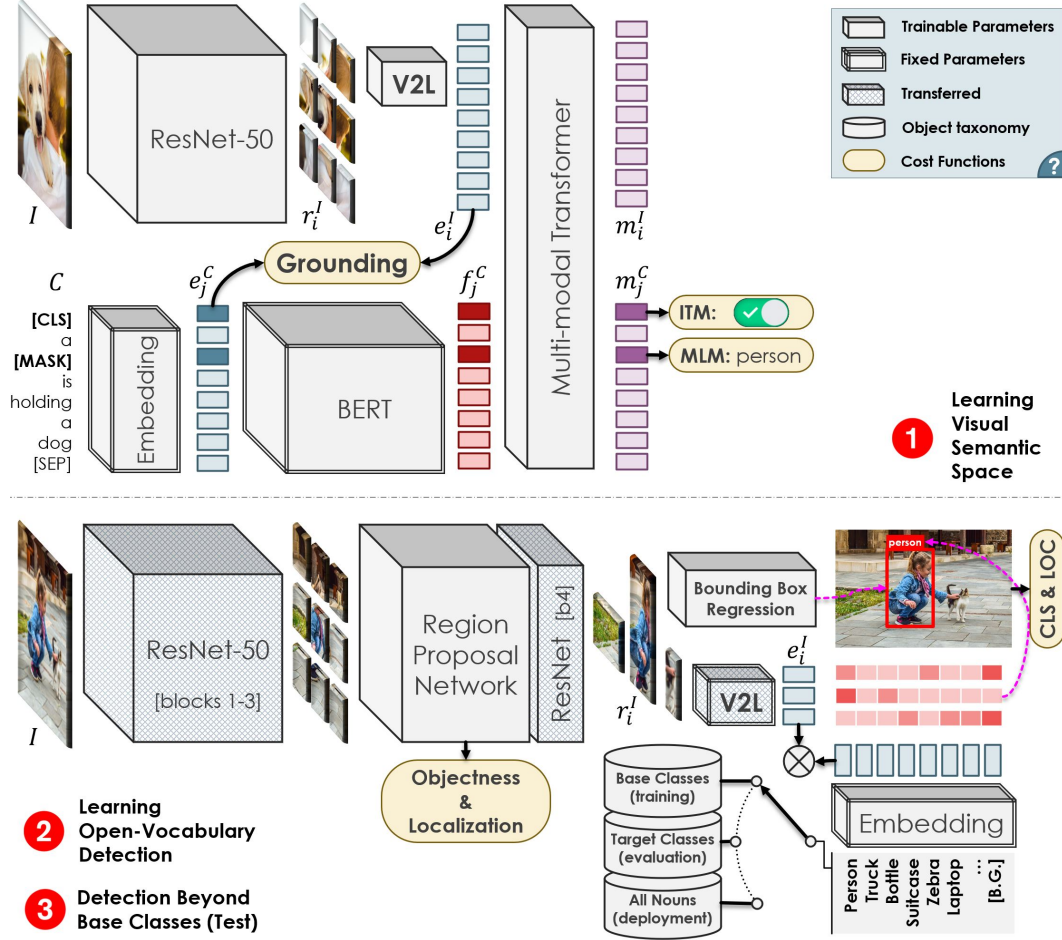 ResNet-50
V2L
I
r_i^I
e_i^I
Multi-modal Transformer
m_i^I
Trainable Parameters
Fixed Parameters
Transferred
Object taxonomy
Cost Functions
?
Grounding
C
e_j^C
f_j^C
m_j^C
[CLS]
a
[MASK]
is
holding
a
dog
[SEP]
Embedding
BERT
ITM:
MLM: person
1
Learning
Visual
Semantic
Space
ResNet-50
[blocks 1-3]
I
Region
Proposal
Network
ResNet [b4]
Objectness
&
Localization
r_i^I
Bounding Box
Regression
person
CLS & LOC
V2L
e_i^I
Base Classes
(training)
Target Classes
(evaluation)
All Nouns
(deployment)
Embedding
Person
Truck
Bottle
Suitcase
Zebra
Laptop
...
[B.G.]
2
Learning
Open-Vocabulary
Detection
3
Detection Beyond
Base Classes (Test)